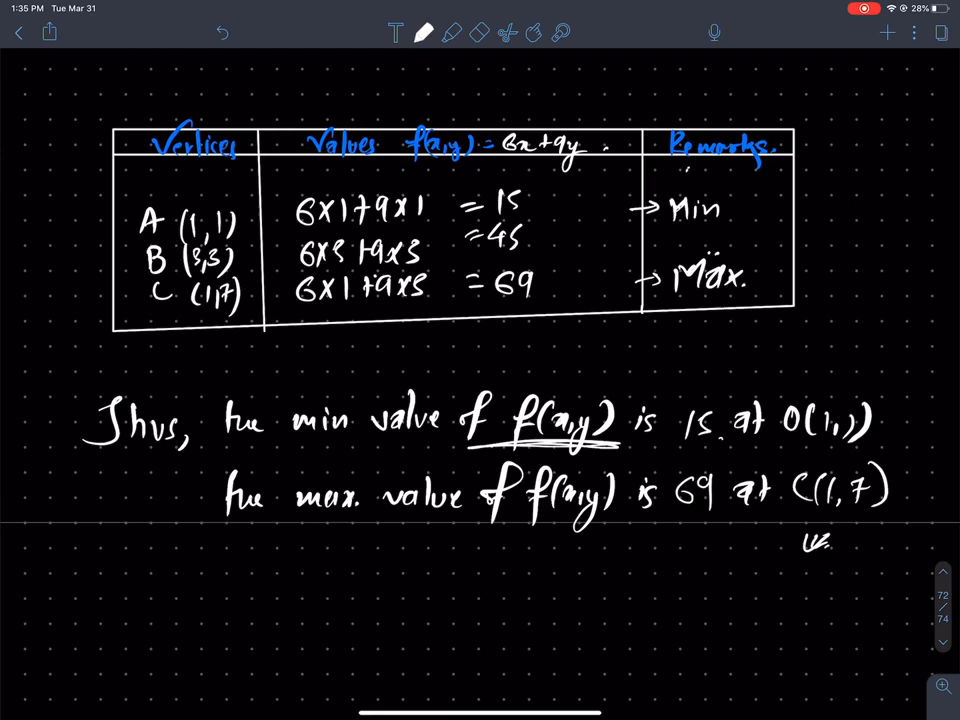 1:35 PM Tue Mar 31
28%
Vertices Values f(x,y) = 6x+9y . Remarks.
A (1,1) 6×1+9×1 = 15 → Min
B (3,3) 6×3+9×3 = 45
C (1,7) 6×1+9×3 = 69 → Max.
Thus, the min value of f(x,y) is 15. at O(1,1)
the max. value of f(x,y) is 69 at C(1,7)
72
/
74